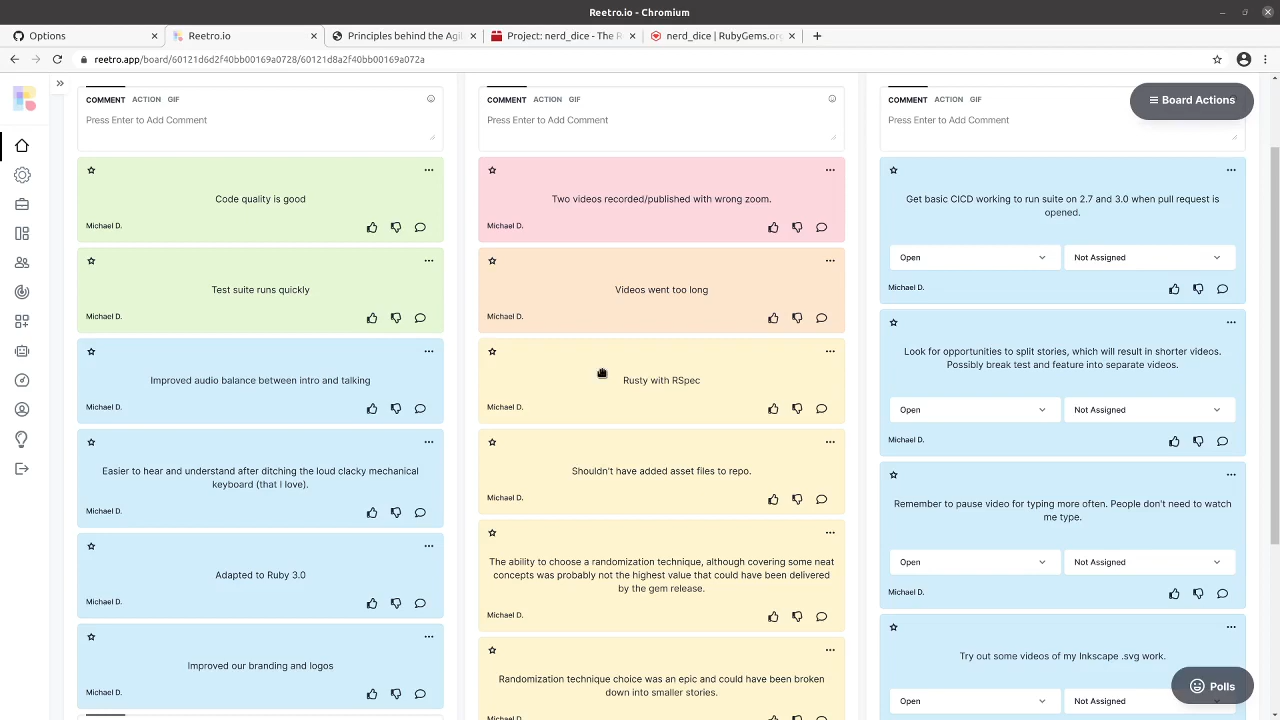 Reetro.io - Chromium
Options
Reetro.io
Principles behind the Agil
Project: nerd_dice - The R
nerd_dice | RubyGems.org
reetro.app/board/60121d6d2f40bb00169a0728/60121d8a2f40bb00169a072a
COMMENT ACTION GIF
Press Enter to Add Comment
Code quality is good
Michael D.
Test suite runs quickly
Michael D.
Improved audio balance between intro and talking
Michael D.
Easier to hear and understand after ditching the loud clacky mechanical
keyboard (that I love).
Michael D.
Adapted to Ruby 3.0
Michael D.
Improved our branding and logos
Michael D.
COMMENT ACTION GIF
Press Enter to Add Comment
Two videos recorded/published with wrong zoom.
Michael D.
Videos went too long
Michael D.
Rusty with RSpec
Michael D.
Shouldn't have added asset files to repo.
Michael D.
The ability to choose a randomization technique, although covering some neat
concepts was probably not the highest value that could have been delivered
by the gem release.
Michael D.
Randomization technique choice was an epic and could have been broken
down into smaller stories.
Michael D.
COMMENT ACTION GIF
Board Actions
Press Enter to Add Comment
Get basic CICD working to run suite on 2.7 and 3.0 when pull request is
opened.
Open Not Assigned
Michael D.
Look for opportunities to split stories, which will result in shorter videos.
Possibly break test and feature into separate videos.
Open Not Assigned
Michael D.
Remember to pause video for typing more often. People don't need to watch
me type.
Open Not Assigned
Michael D.
Try out some videos of my Inkscape .svg work.
Open Not Assigned
Polls